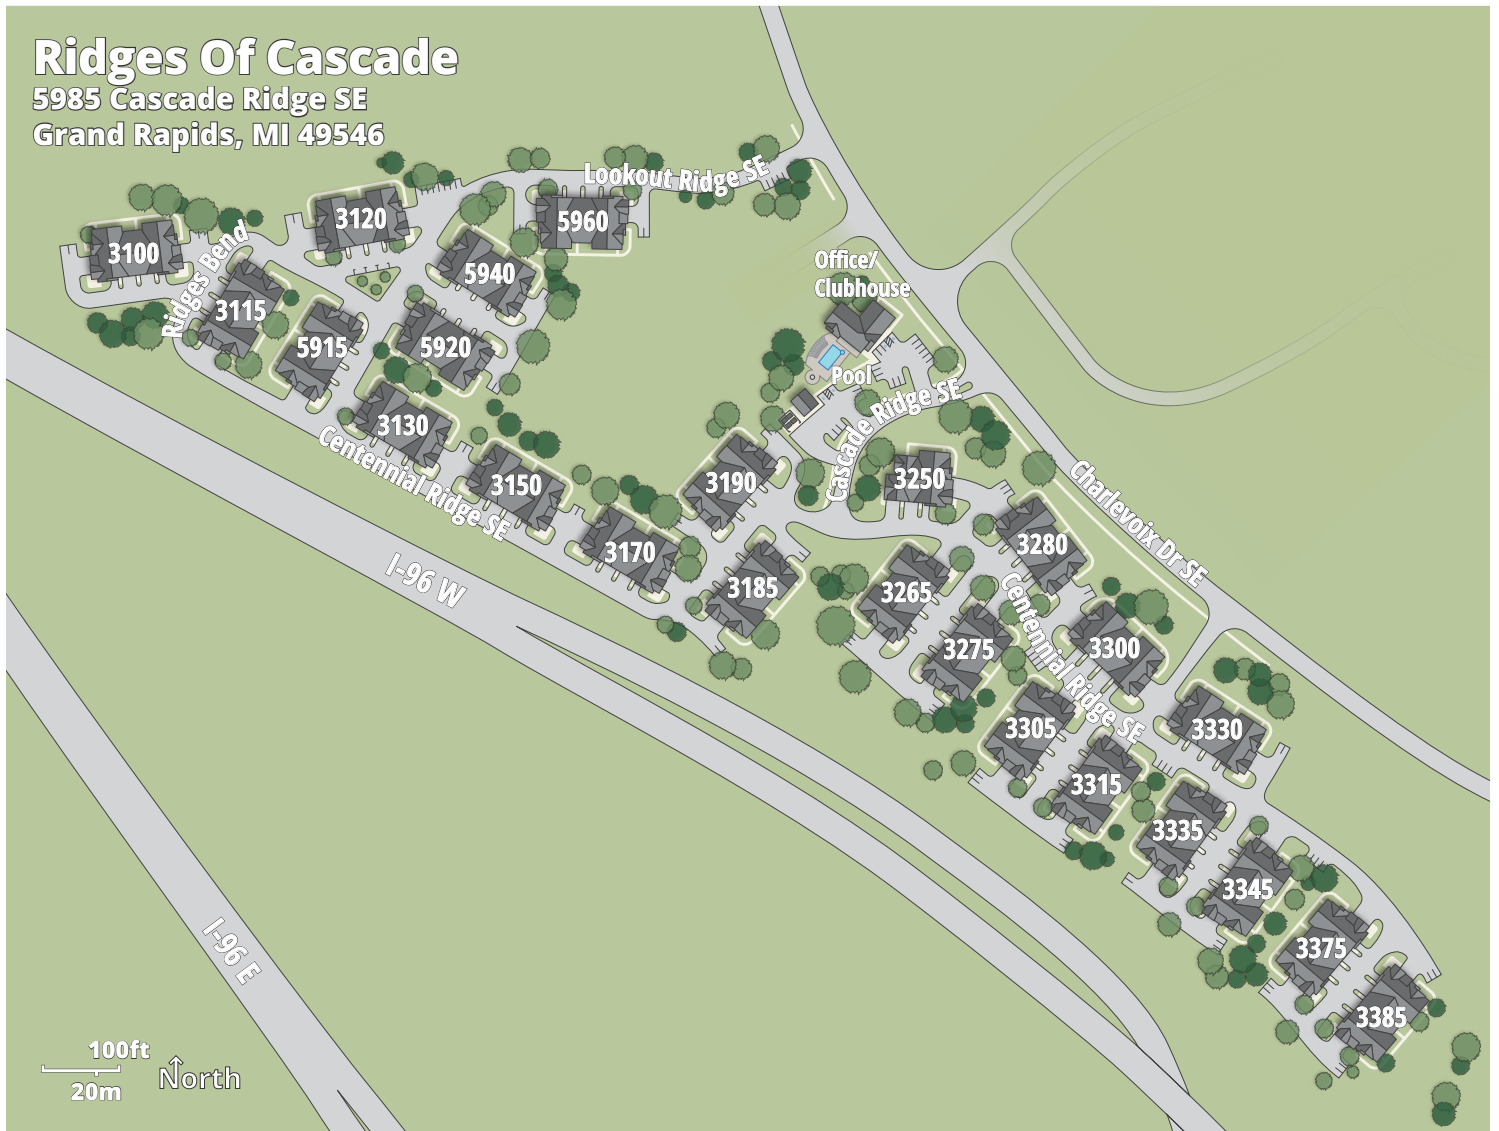 Ridges Of Cascade
5985 Cascade Ridge SE
Grand Rapids, MI 49546
Lookout Ridge SE
3120
5960
3100
Ridges Bend
5940
Office/
Clubhouse
3115
5915
5920
Pool
Cascade Ridge SE
3130
Centennial Ridge SE
3150
3190
3250
Charlevoix Dr SE
3170
3280
I-96 W
3185
3265
Centennial Ridge SE
3275
3300
3305
3330
3315
3335
3345
I-96 E
3375
3385
100ft
20m
North